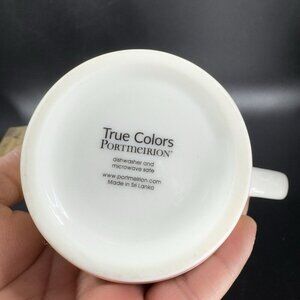 True Colors
PORTMEIRION®
dishwasher and
microwave safe
www.portmeirion.com
Made in Sri Lanka